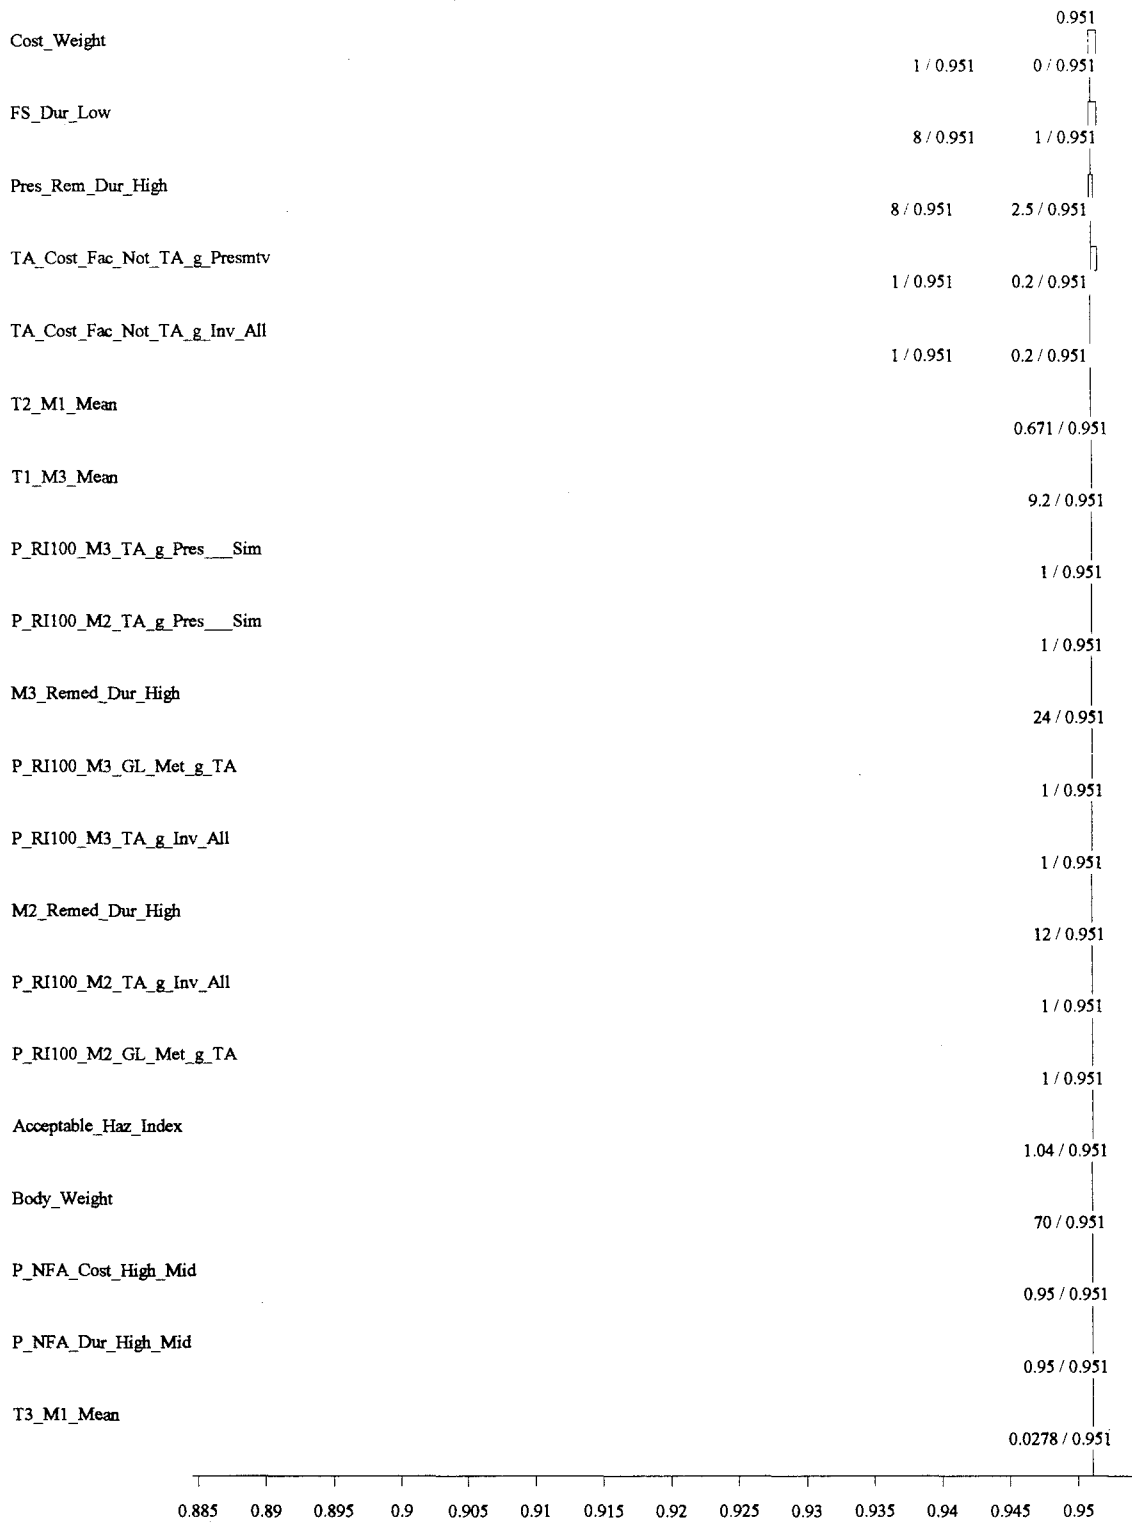 0.951
Cost_Weight
1 / 0.951 0 / 0.951
FS_Dur_Low
8 / 0.951 1 / 0.951
Pres_Rem_Dur_High
8 / 0.951 2.5 / 0.951
TA_Cost_Fac_Not_TA_g_Presmtv
1 / 0.951 0.2 / 0.951
TA_Cost_Fac_Not_TA_g_Inv_All
1 / 0.951 0.2 / 0.951
T2_M1_Mean
0.671 / 0.951
T1_M3_Mean
9.2 / 0.951
P_RI100_M3_TA_g_Pres___Sim
1 / 0.951
P_RI100_M2_TA_g_Pres___Sim
1 / 0.951
M3_Remed_Dur_High
24 / 0.951
P_RI100_M3_GL_Met_g_TA
1 / 0.951
P_RI100_M3_TA_g_Inv_All
1 / 0.951
M2_Remed_Dur_High
12 / 0.951
P_RI100_M2_TA_g_Inv_All
1 / 0.951
P_RI100_M2_GL_Met_g_TA
1 / 0.951
Acceptable_Haz_Index
1.04 / 0.951
Body_Weight
70 / 0.951
P_NFA_Cost_High_Mid
0.95 / 0.951
P_NFA_Dur_High_Mid
0.95 / 0.951
T3_M1_Mean
0.0278 / 0.951
0.885 0.89 0.895 0.9 0.905 0.91 0.915 0.92 0.925 0.93 0.935 0.94 0.945 0.95